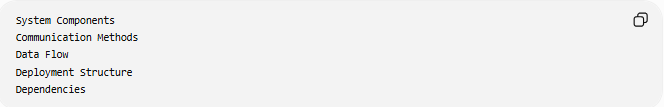 System Components
Communication Methods
Data Flow
Deployment Structure
Dependencies